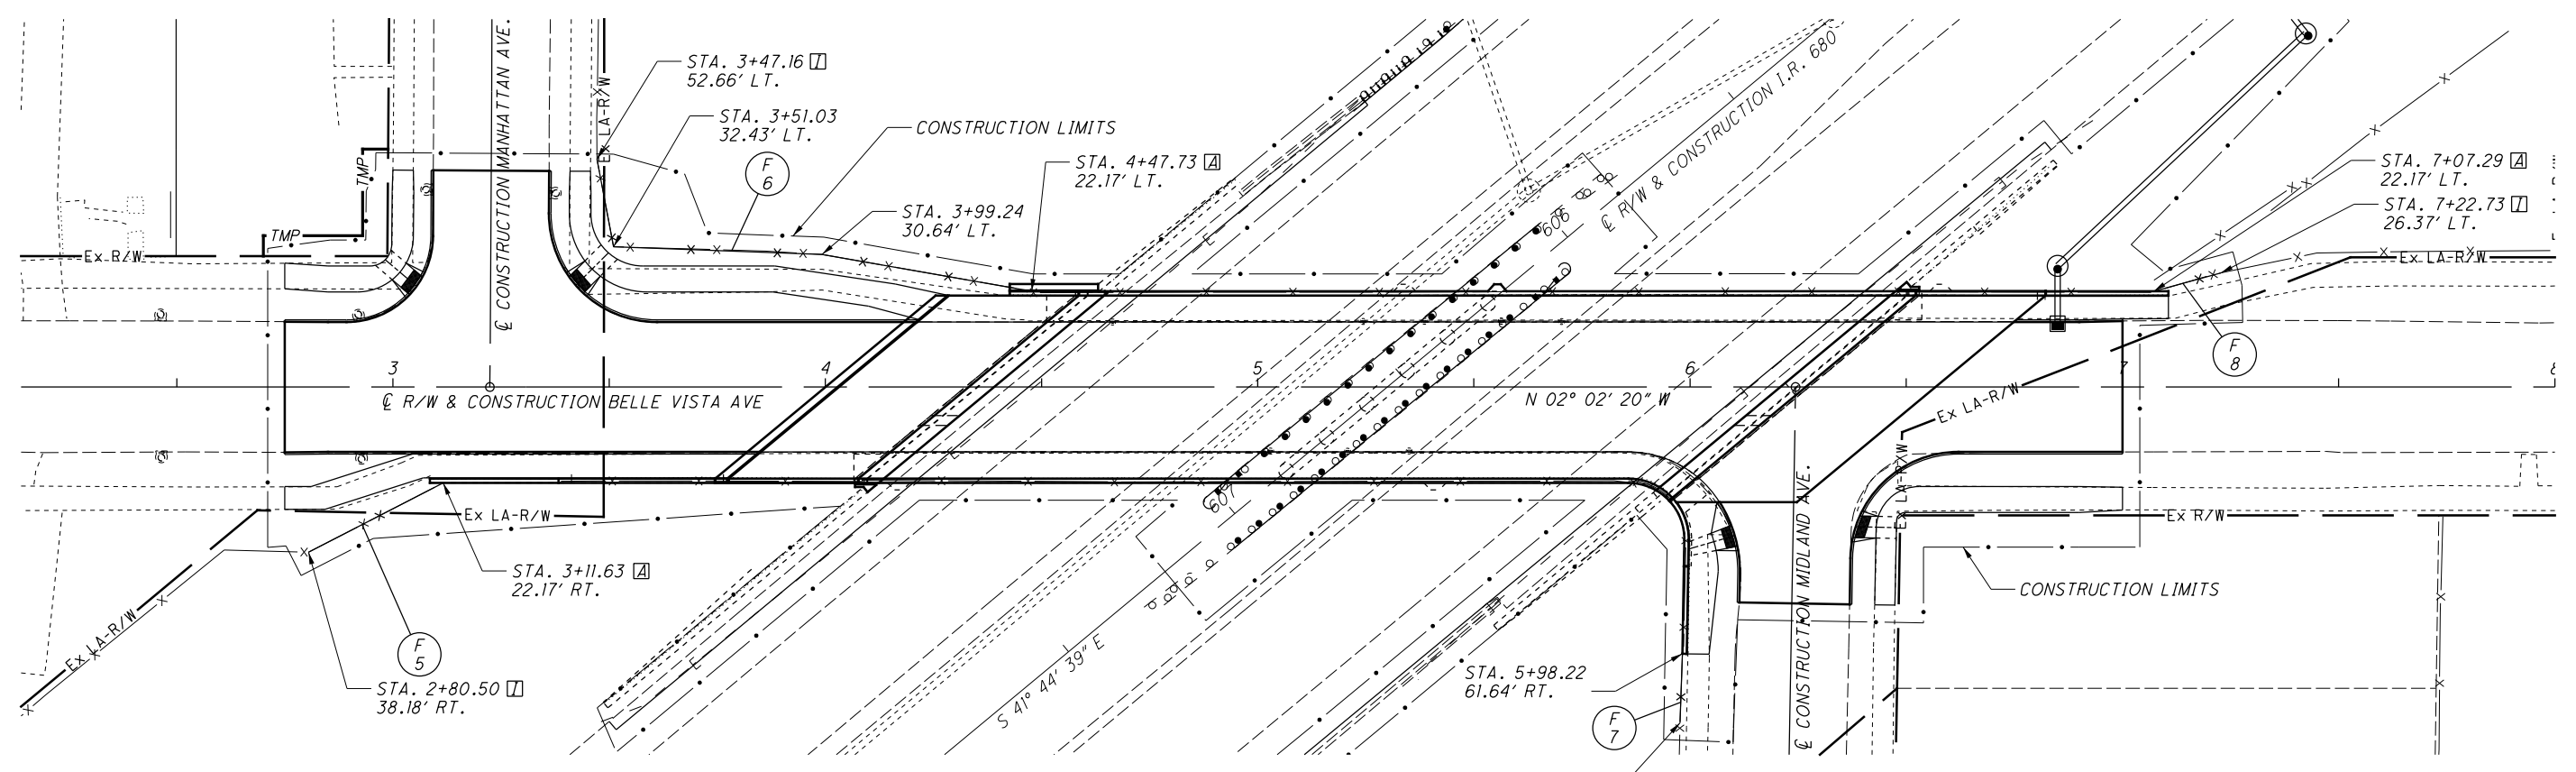 STA. 3+47.16 I
52.66' LT.
STA. 3+51.03
32.43' LT.
F
6
CONSTRUCTION LIMITS
STA. 4+47.73 A
22.17' LT.
STA. 3+99.24
30.64' LT.
℄ CONSTRUCTION MANHATTAN AVE.
Ex LA-R/W
TMP
TMP
Ex R/W
℄ R/W & CONSTRUCTION I.R. 680
606
607
STA. 7+07.29 A
22.17' LT.
STA. 7+22.73 I
26.37' LT.
Ex LA-R/W
F
8
3
4
5
6
7
8
℄ R/W & CONSTRUCTION BELLE VISTA AVE
N 02° 02' 20" W
Ex LA-R/W
Ex LA-R/W
Ex R/W
STA. 3+11.63 A
22.17' RT.
F
5
Ex LA-R/W
STA. 2+80.50 I
38.18' RT.
S 41° 44' 39" E
STA. 5+98.22
61.64' RT.
F
7
℄ CONSTRUCTION MIDLAND AVE.
CONSTRUCTION LIMITS